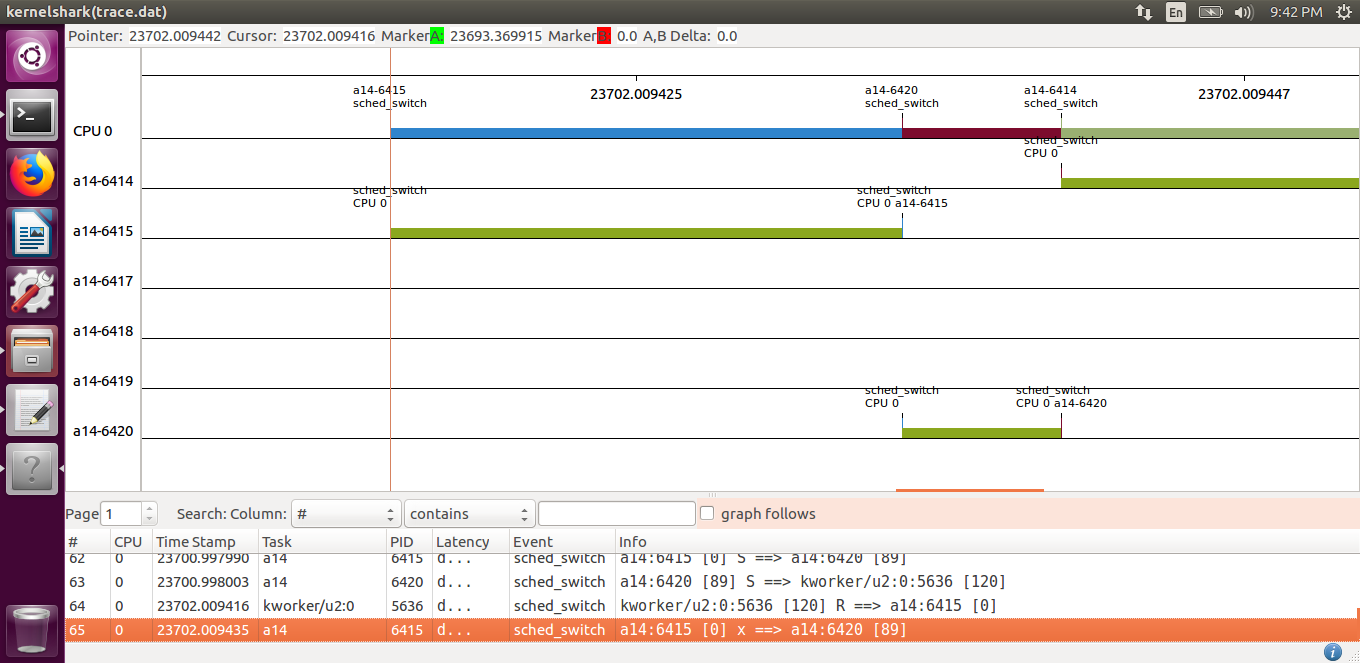 kernelshark(trace.dat)
En
9:42 PM
Pointer: 23702.009442 Cursor: 23702.009416 Marker A: 23693.369915 Marker 0.0 A,B Delta: 0.0
a14-6415 a14-6420 a14-6414
sched_switch 23702.009425 sched_switch sched_switch 23702.009447
CPU 0
sched_switch
CPU 0
a14-6414
sched_switch sched_switch
CPU 0 CPU 0 a14-6415
a14-6415
a14-6417
a14-6418
a14-6419
sched_switch sched_switch
CPU 0 CPU 0 a14-6420
a14-6420
Page 1 Search: Column: # contains graph follows
# CPU Time Stamp Task PID Latency Event Info
62 0 23700.997990 a14 6415 d... sched_switch a14:6415 [0] S ==> a14:6420 [89]
63 0 23700.998003 a14 6420 d... sched_switch a14:6420 [89] S ==> kworker/u2:0:5636 [120]
64 0 23702.009416 kworker/u2:0 5636 d... sched_switch kworker/u2:0:5636 [120] R ==> a14:6415 [0]
65 0 23702.009435 a14 6415 d... sched_switch a14:6415 [0] x ==> a14:6420 [89]